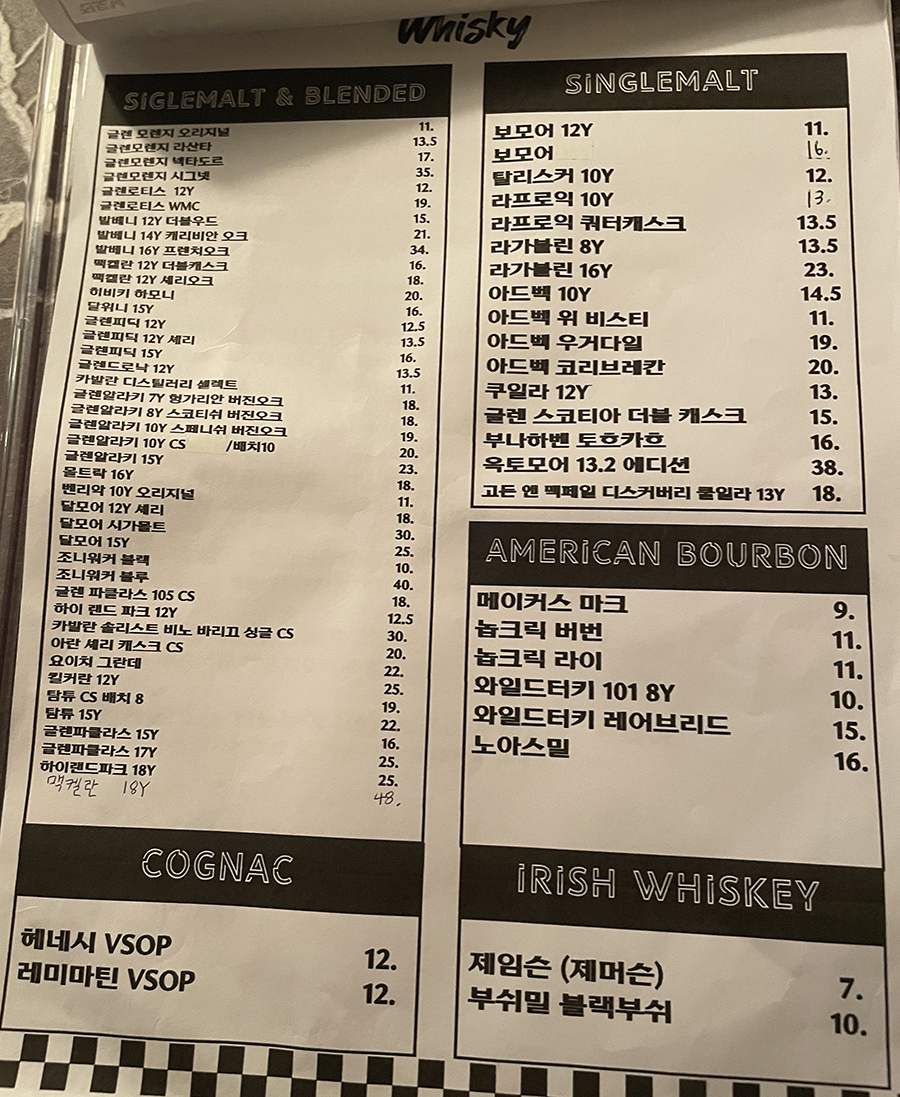 Whisky
SIGLEMALT & BLENDED
글렌 모렌지 오리지널 11.
글렌모렌지 라산타 13.5
글렌모렌지 넥타도르 17.
글렌모렌지 시그넷 35.
글렌로티스 12Y 12.
글렌로티스 WMC 19.
발베니 12Y 더블우드 15.
발베니 14Y 캐리비안 오크 21.
발베니 16Y 프렌치오크 34.
맥켈란 12Y 더블캐스크 16.
맥켈란 12Y 셰리오크 18.
히비키 하모니 20.
달위니 15Y 16.
글렌피딕 12Y 12.5
글렌피딕 12Y 셰리 13.5
글렌피딕 15Y 16.
글렌드로낙 12Y 13.5
카발란 디스틸러리 셀렉트 11.
글렌알라키 7Y 헝가리안 버진오크 18.
글렌알라키 8Y 스코티쉬 버진오크 18.
글렌알라키 10Y 스페니쉬 버진오크 19.
글렌알라키 10Y CS /배치10 20.
글렌알라키 15Y 23.
몰트락 16Y 18.
벤리악 10Y 오리지널 11.
달모어 12Y 셰리 18.
달모어 시가몰트 30.
달모어 15Y 25.
조니워커 블랙 10.
조니워커 블루 40.
글렌 파클라스 105 CS 18.
하이 랜드 파크 12Y 12.5
카발란 솔리스트 비노 바리끄 싱글 CS 30.
아란 셰리 캐스크 CS 20.
요이치 그란데 22.
킬커란 12Y 25.
탐듀 CS 배치 8 19.
탐듀 15Y 22.
글렌파클라스 15Y 16.
글렌파클라스 17Y 25.
하이랜드파크 18Y 25.
맥켈란 18Y 48.
COGNAC
헤네시 VSOP 12.
레미마틴 VSOP 12.
SINGLEMALT
보모어 12Y 11.
보모어 16.
탈리스커 10Y 12.
라프로익 10Y 13.
라프로익 쿼터캐스크 13.5
라가불린 8Y 13.5
라가불린 16Y 23.
아드벡 10Y 14.5
아드벡 위 비스티 11.
아드벡 우거다일 19.
아드벡 코리브레칸 20.
쿠일라 12Y 13.
글렌 스코티아 더블 캐스크 15.
부나하벤 토흐카흐 16.
옥토모어 13.2 에디션 38.
고든 앤 맥페일 디스커버리 쿨일라 13Y 18.
AMERICAN BOURBON
메이커스 마크 9.
놉크릭 버번 11.
놉크릭 라이 11.
와일드터키 101 8Y 10.
와일드터키 레어브리드 15.
노아스밀 16.
IRISH WHISKEY
제임슨 (제머슨) 7.
부쉬밀 블랙부쉬 10.